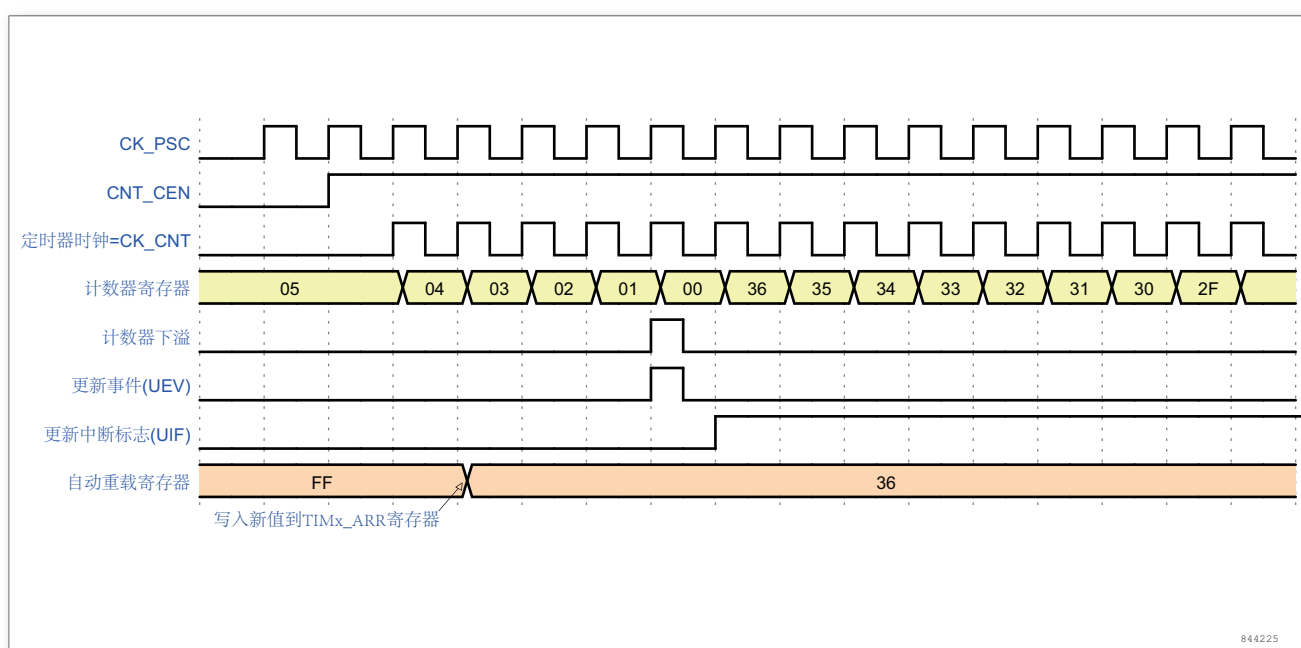 CK_PSC
CNT_CEN
定时器时钟=CK_CNT
计数器寄存器 05 04 03 02 01 00 36 35 34 33 32 31 30 2F
计数器下溢
更新事件(UEV)
更新中断标志(UIF)
自动重载寄存器 FF 36
写入新值到TIMx_ARR寄存器
844225